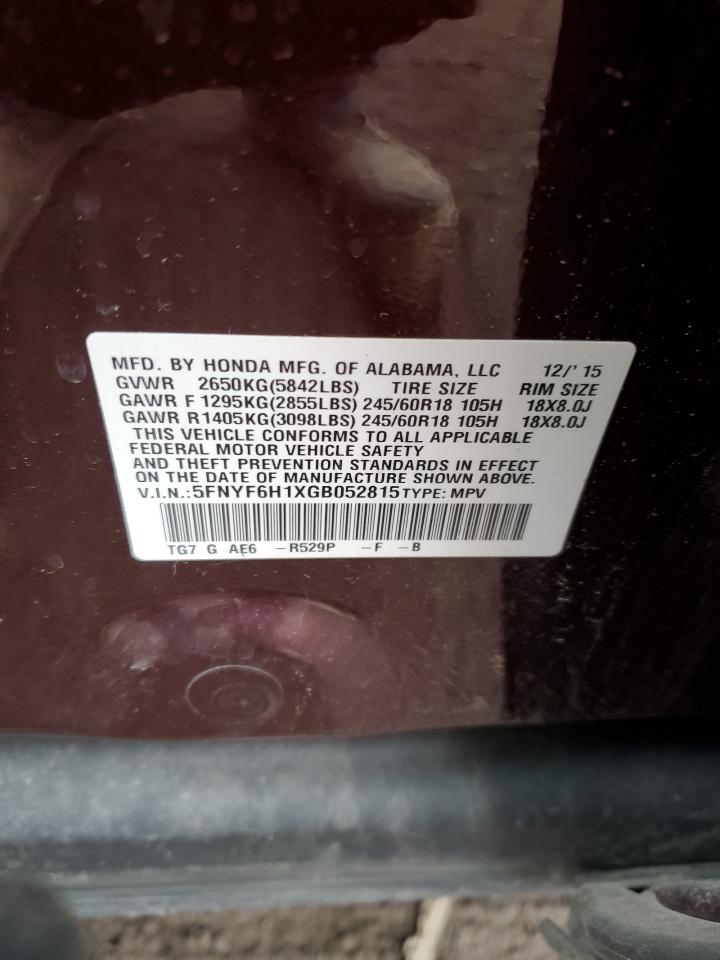 MFD. BY HONDA MFG. OF ALABAMA, LLC 12/' 15
GVWR 2650KG(5842LBS) TIRE SIZE RIM SIZE
GAWR F 1295KG(2855LBS) 245/60R18 105H 18X8.0J
GAWR R1405KG(3098LBS) 245/60R18 105H 18X8.0J
THIS VEHICLE CONFORMS TO ALL APPLICABLE
FEDERAL MOTOR VEHICLE SAFETY
AND THEFT PREVENTION STANDARDS IN EFFECT
ON THE DATE OF MANUFACTURE SHOWN ABOVE.
V.I.N.:5FNYF6H1XGB052815 TYPE: MPV
TG7 G AE6 -R529P -F -B